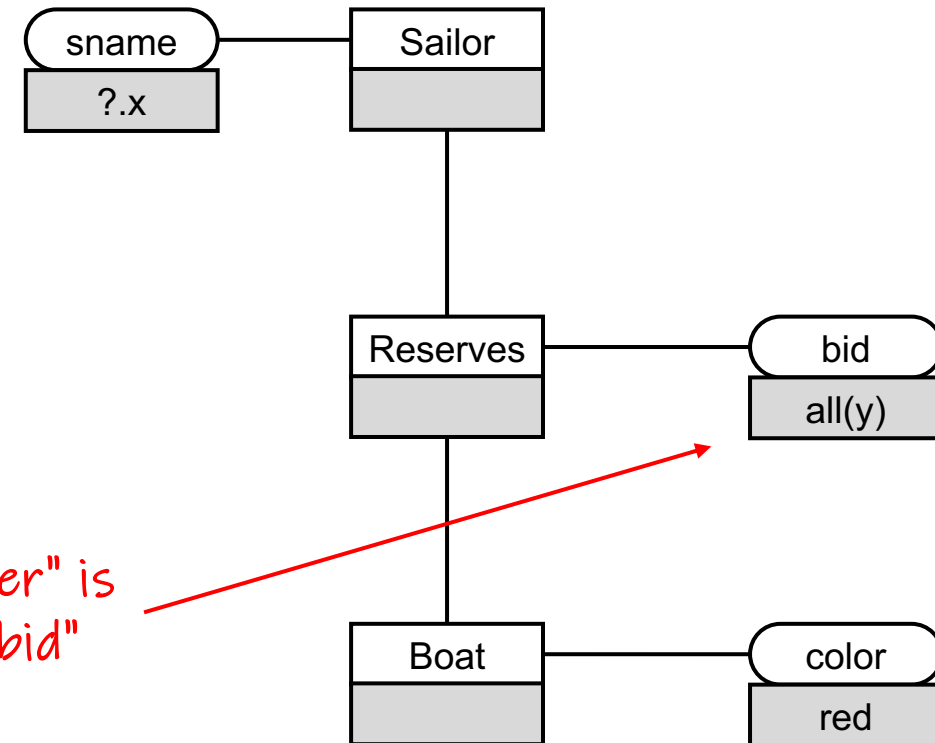 sname
Sailor
?.x
Reserves
bid
all(y)
er" is
bid"
Boat
color
red